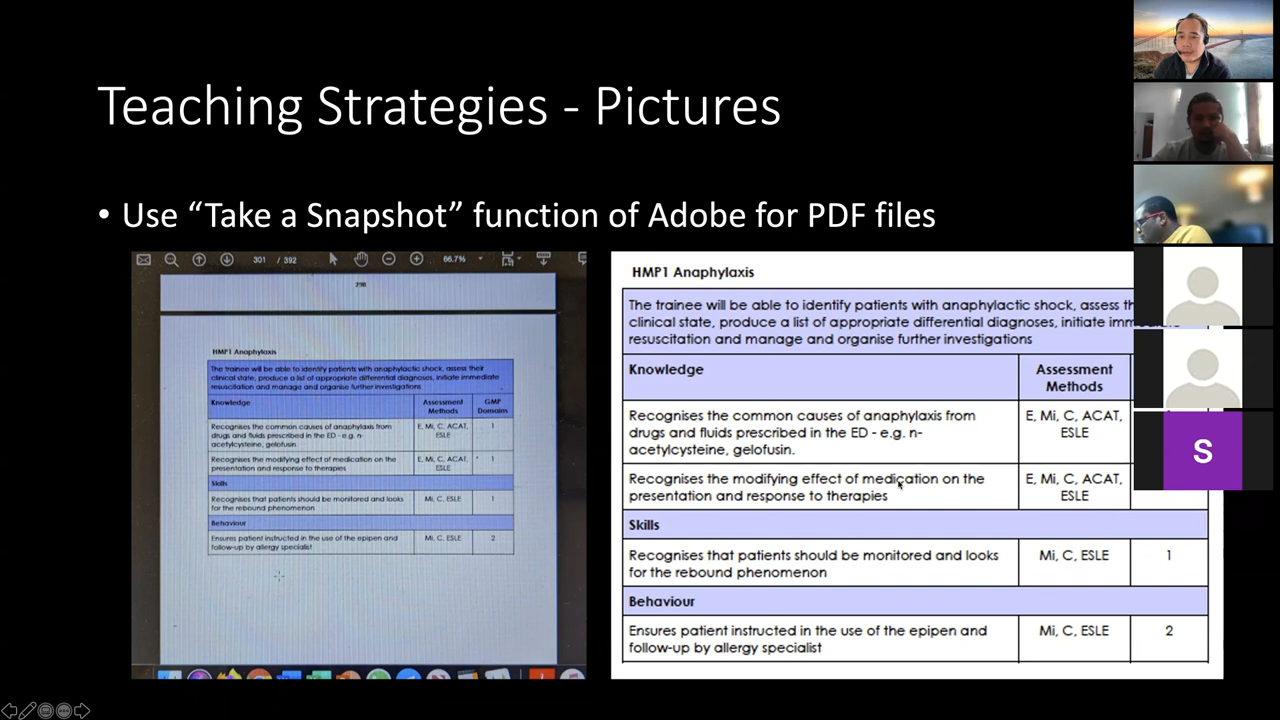 Teaching Strategies - Pictures
• Use “Take a Snapshot” function of Adobe for PDF files
301 / 392
66.7%
298
HMP1 Anaphylaxis
The trainee will be able to identify patients with anaphylactic shock, assess their
clinical state, produce a list of appropriate differential diagnoses, initiate immediate
resuscitation and manage and organise further investigations
Knowledge
Assessment
Methods
GMP
Domains
Recognises the common causes of anaphylaxis from
drugs and fluids prescribed in the ED - e.g. n-
acetylcysteine, gelofusin.
E, Mi, C, ACAT,
ESLE
1
Recognises the modifying effect of medication on the
presentation and response to therapies
E, Mi, C, ACAT,
ESLE
1
Skills
Recognises that patients should be monitored and looks
for the rebound phenomenon
Mi, C, ESLE
1
Behaviour
Ensures patient instructed in the use of the epipen and
follow-up by allergy specialist
Mi, C, ESLE
2
HMP1 Anaphylaxis
The trainee will be able to identify patients with anaphylactic shock, assess
clinical state, produce a list of appropriate differential diagnoses, initiate
resuscitation and manage and organise further investigations
Knowledge
Assessment
Methods
Recognises the common causes of anaphylaxis from
drugs and fluids prescribed in the ED - e.g. n-
acetylcysteine, gelofusin.
E, Mi, C, ACAT,
ESLE
Recognises the modifying effect of medication on the
presentation and response to therapies
E, Mi, C, ACAT,
ESLE
Skills
Recognises that patients should be monitored and looks
for the rebound phenomenon
Mi, C, ESLE
1
Behaviour
Ensures patient instructed in the use of the epipen and
follow-up by allergy specialist
Mi, C, ESLE
2
S